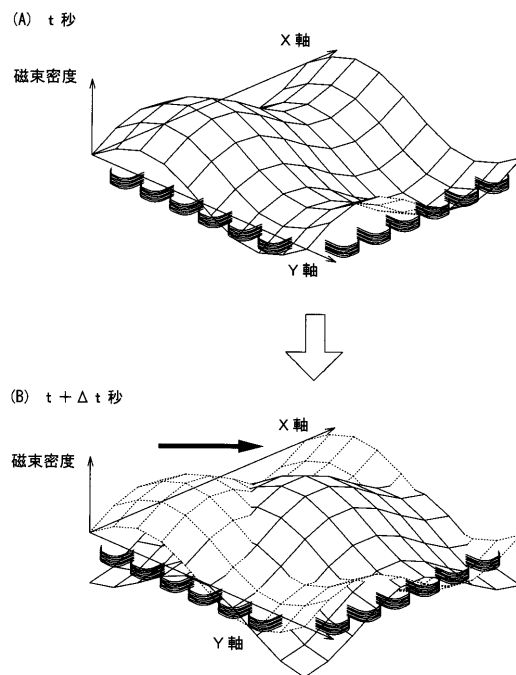 (A) t 秒
X 軸
磁束密度
Y 軸
(B) t + Δ t 秒
X 軸
磁束密度
Y 軸